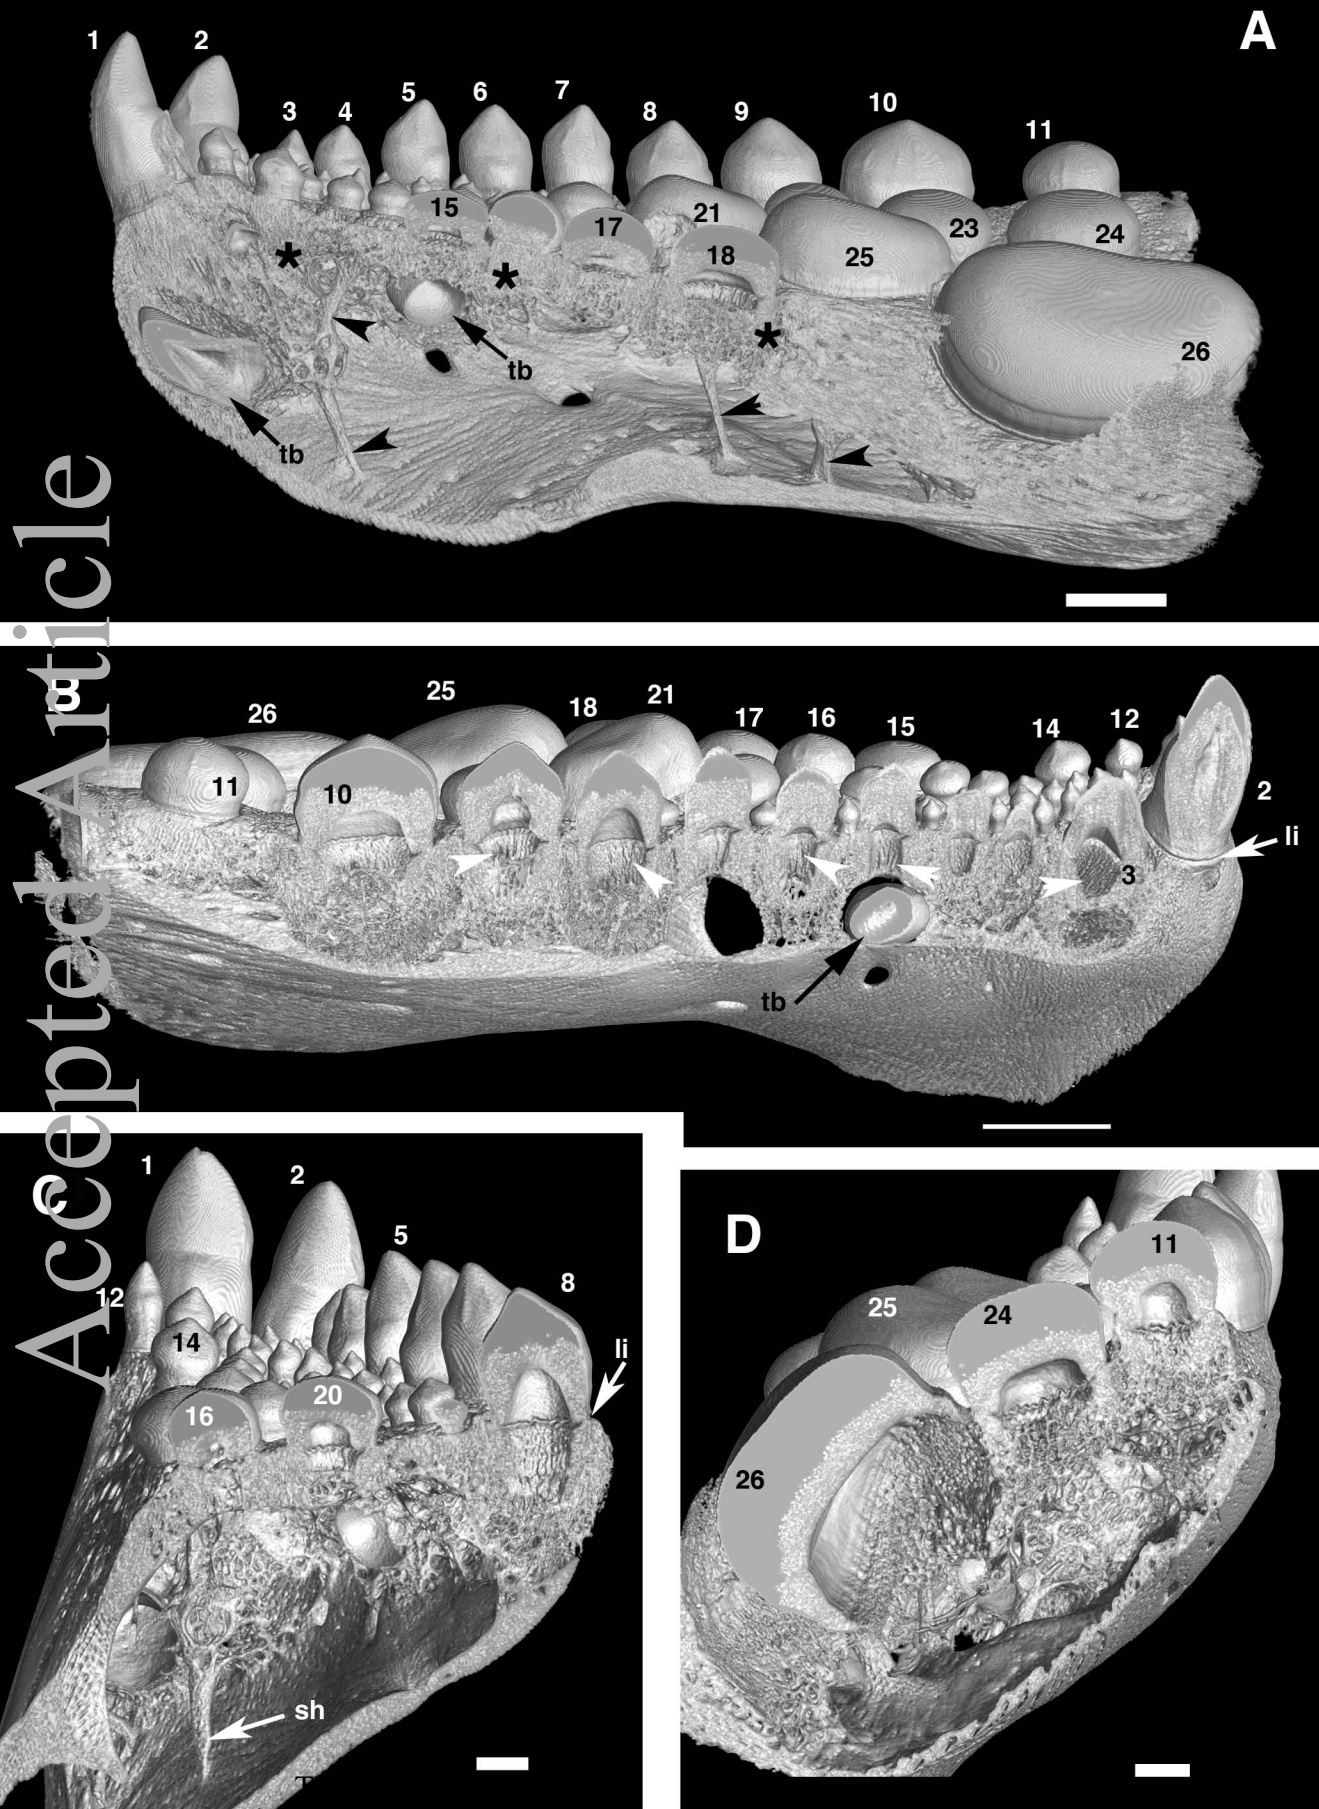 A
1 2 3 4 5 6 7 8 9 10 11
15 17 21 18 25 23 24 26
* * *
tb
tb
B
26 25 18 21 17 16 15 14 12
11 10 2
li
3
tb
C
1 2 5 8
12 14 li
16 20
sh
D
11
25 24
26
Accepted Article